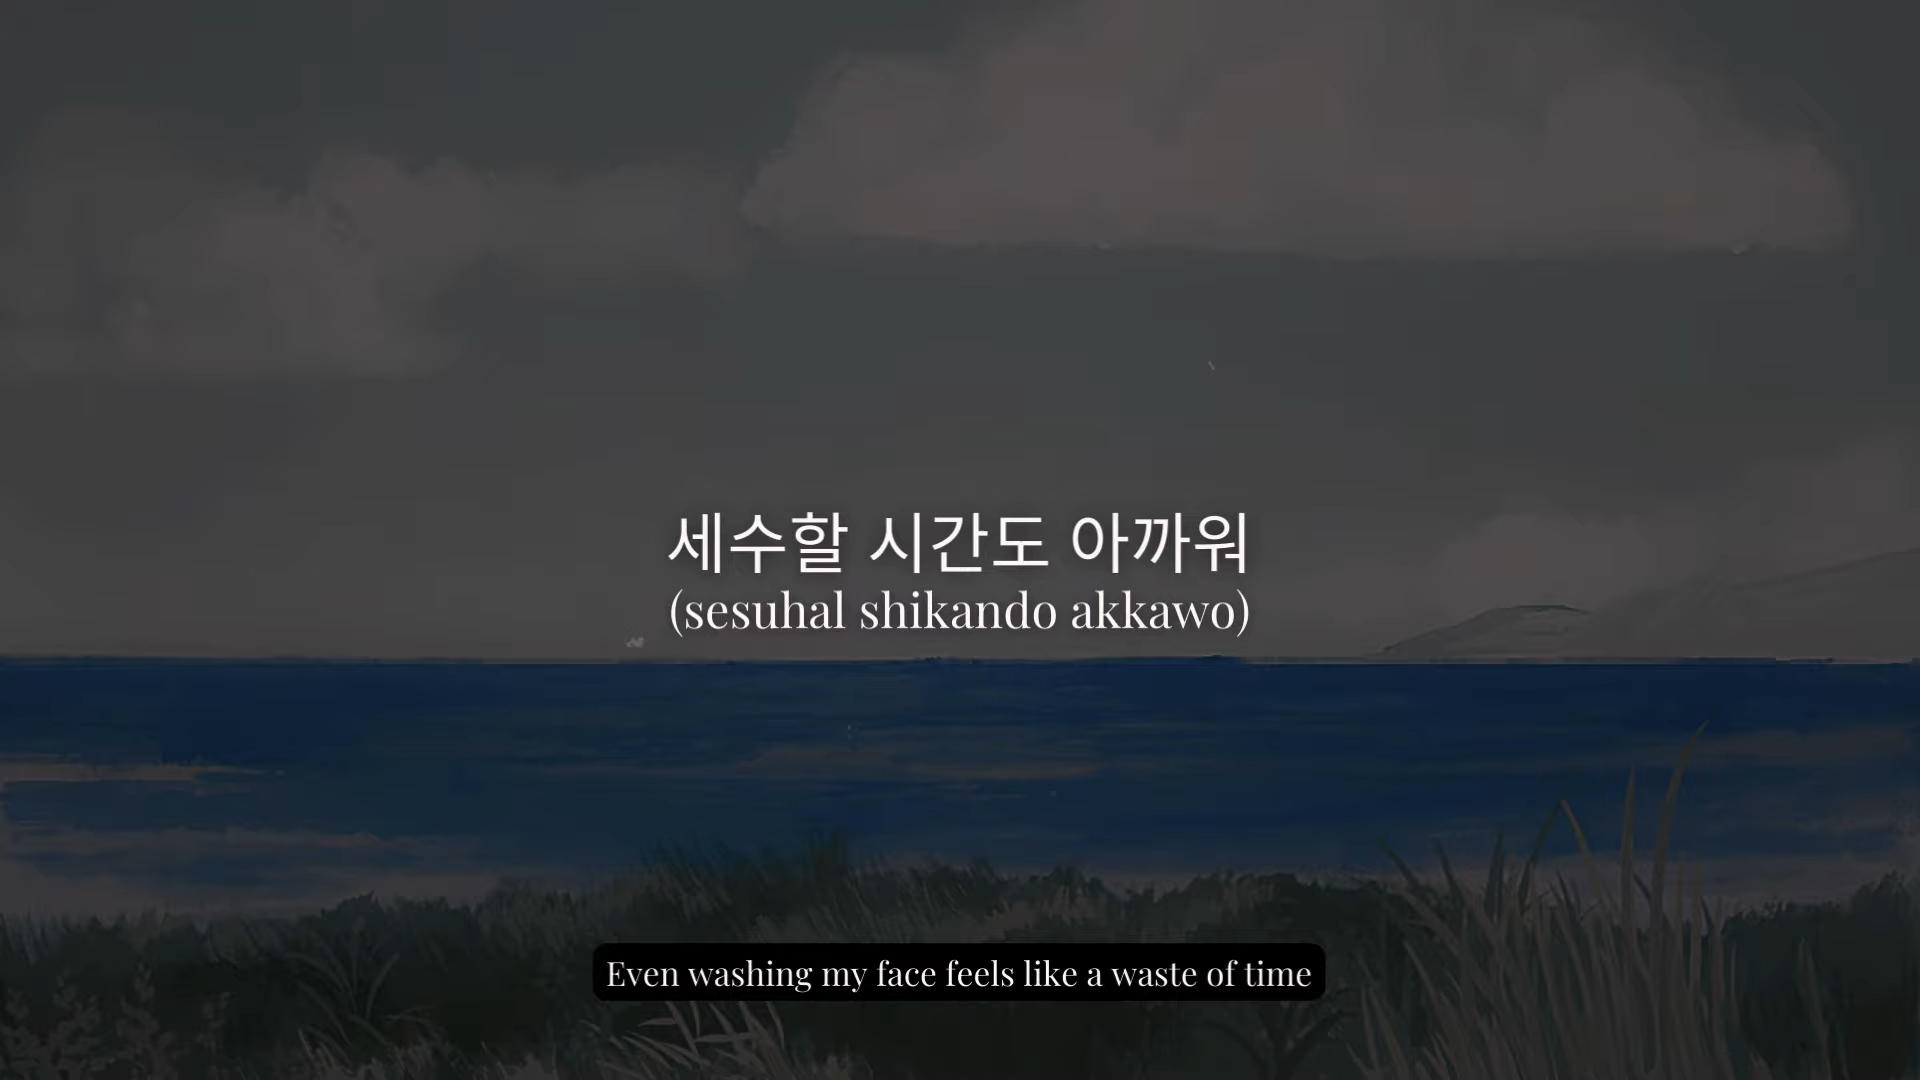 세수할 시간도 아까워
(sesuhal shikando akkawo)
Even washing my face feels like a waste of time